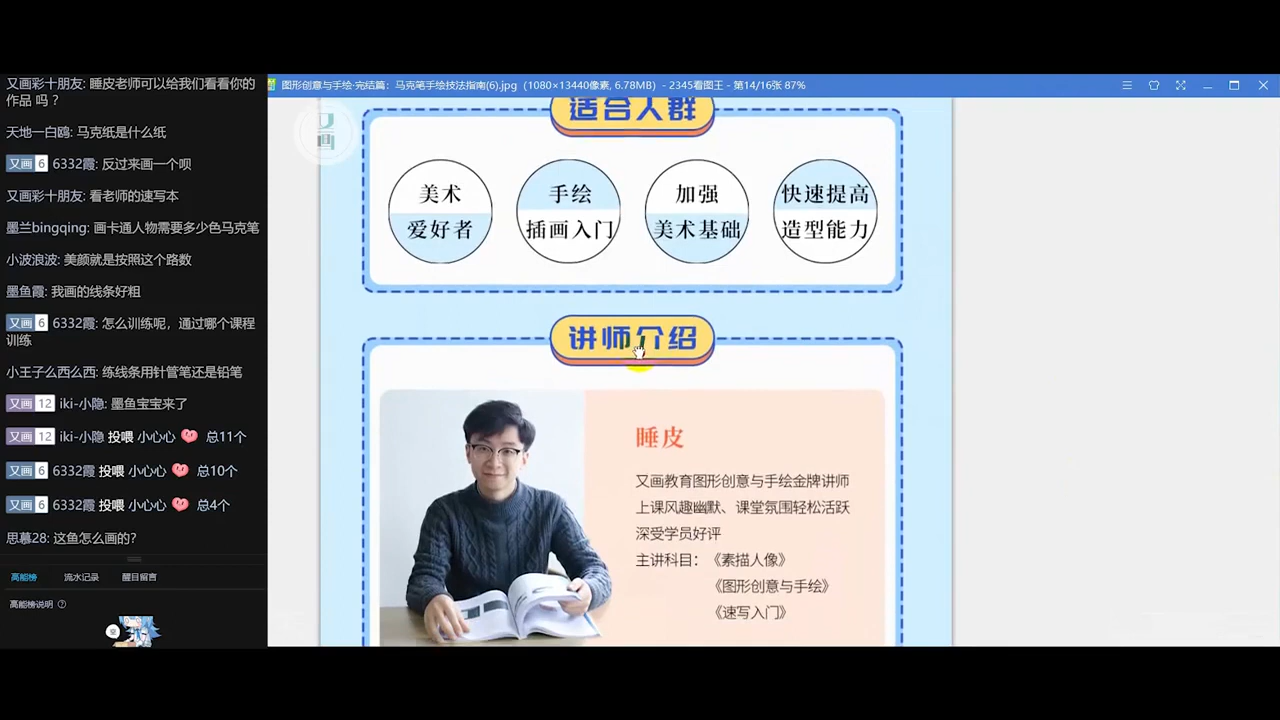 又画彩十朋友: 睡皮老师可以给我们看看你的
作品 吗？
天地一白鸥: 马克纸是什么纸
又画 6 6332霞: 反过来画一个呗
又画彩十朋友: 看老师的速写本
墨兰bingqing: 画卡通人物需要多少色马克笔
小波浪波: 美颜就是按照这个路数
墨鱼霞: 我画的线条好粗
又画 6 6332霞: 怎么训练呢，通过哪个课程
训练
小王子么西么西: 练线条用针管笔还是铅笔
又画 12 iki-小隐: 墨鱼宝宝来了
又画 12 iki-小隐 投喂 小心心 总11个
又画 6 6332霞 投喂 小心心 总10个
又画 6 6332霞 投喂 小心心 总4个
思慕28: 这鱼怎么画的?
高能榜 流水记录 醒目留言
高能榜说明 ?
图形创意与手绘·完结篇：马克笔手绘技法指南(6).jpg（1080×13440像素, 6.78MB）- 2345看图王 - 第14/16张 87%
又画
适合人群
美术
爱好者
手绘
插画入门
加强
美术基础
快速提高
造型能力
讲师介绍
睡皮
又画教育图形创意与手绘金牌讲师
上课风趣幽默、课堂氛围轻松活跃
深受学员好评
主讲科目：《素描人像》
《图形创意与手绘》
《速写入门》